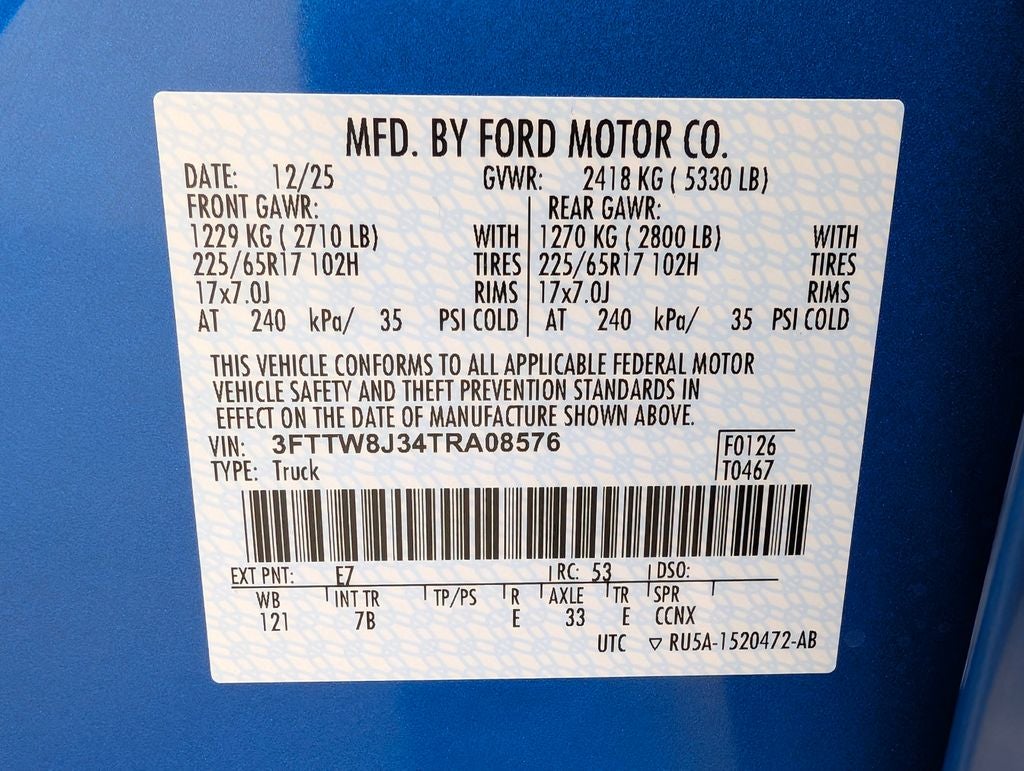 MFD. BY FORD MOTOR CO.
DATE: 12/25 GVWR: 2418 KG ( 5330 LB)
FRONT GAWR: REAR GAWR:
1229 KG ( 2710 LB) WITH 1270 KG ( 2800 LB) WITH
225/65R17 102H TIRES 225/65R17 102H TIRES
17x7.0J RIMS 17x7.0J RIMS
AT 240 kPa/ 35 PSI COLD AT 240 kPa/ 35 PSI COLD
THIS VEHICLE CONFORMS TO ALL APPLICABLE FEDERAL MOTOR
VEHICLE SAFETY AND THEFT PREVENTION STANDARDS IN
EFFECT ON THE DATE OF MANUFACTURE SHOWN ABOVE.
VIN: 3FTTW8J34TRA08576 F0126
TYPE: Truck T0467
EXT PNT: E7 RC: 53 DSO:
WB INT TR TP/PS R AXLE TR SPR
121 7B E 33 E CCNX
UTC ▽ RU5A-1520472-AB